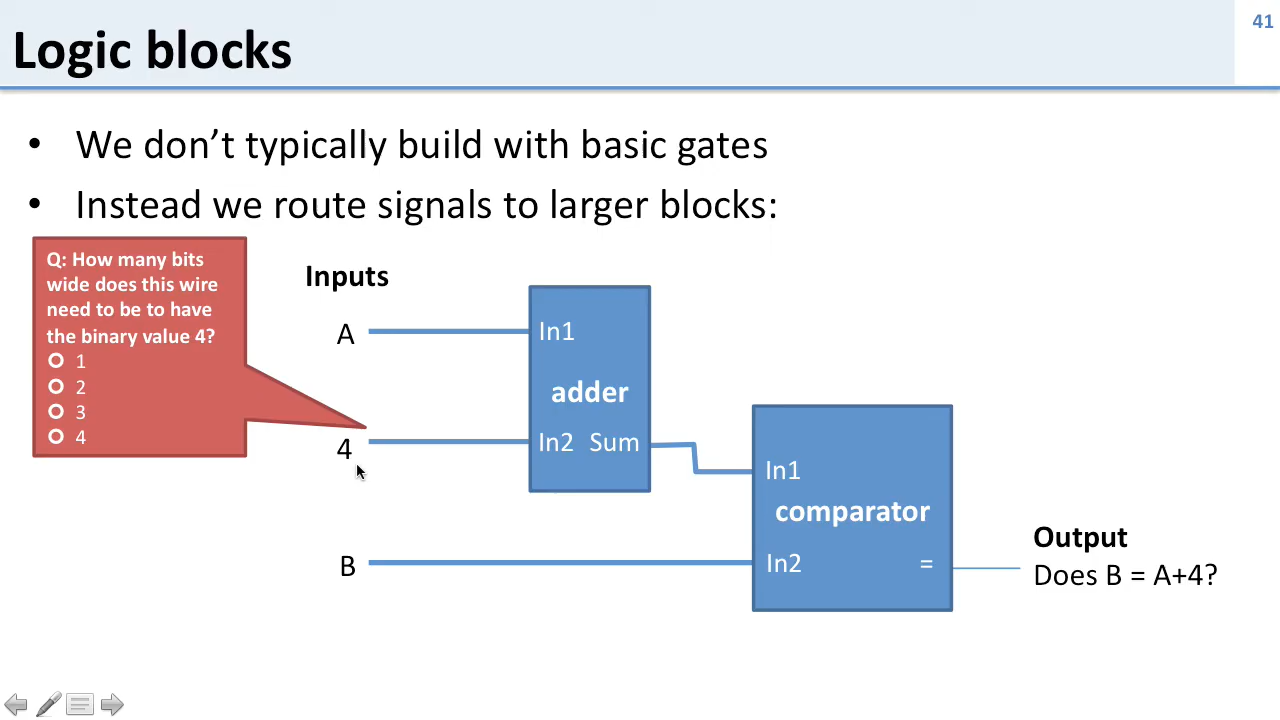 41
Logic blocks
• We don’t typically build with basic gates
• Instead we route signals to larger blocks:
Q: How many bits
wide does this wire
need to be to have
the binary value 4?
1
2
3
4
Inputs
A
4
B
In1
adder
In2 Sum
In1
comparator
In2 =
Output
Does B = A+4?